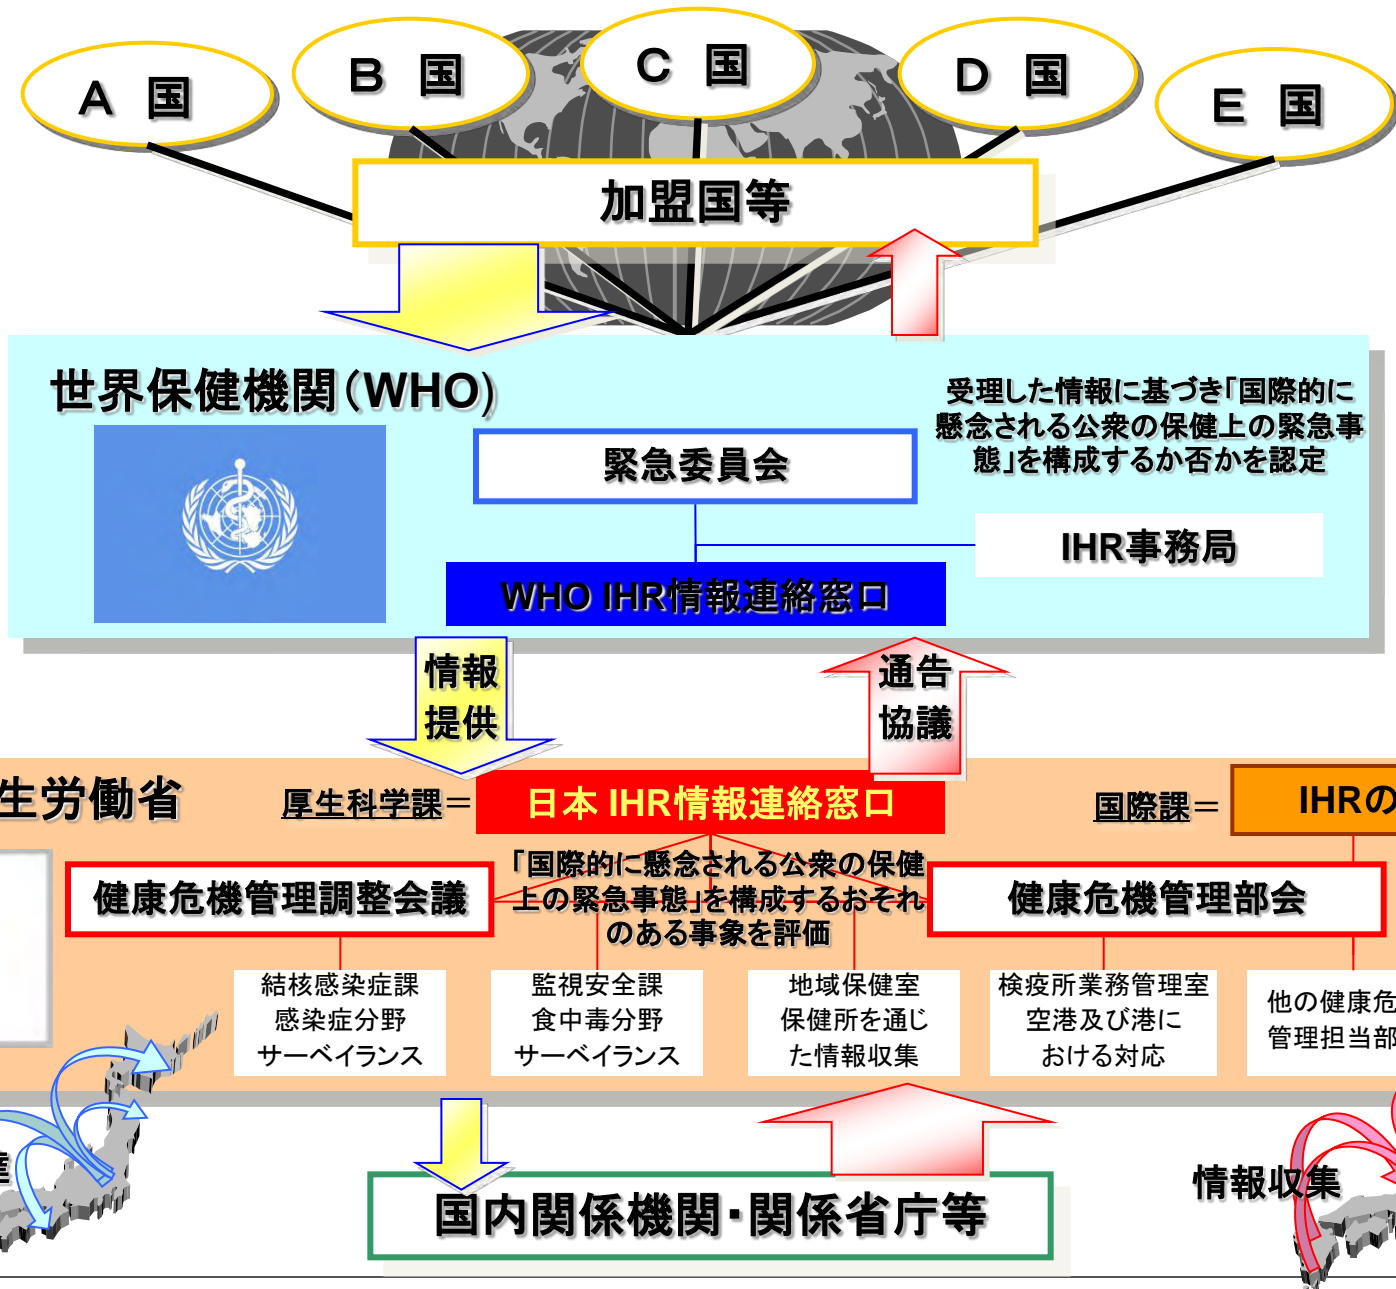 A 国
B 国
C 国
D 国
E 国
加盟国等
世界保健機関（WHO）
受理した情報に基づき「国際的に
懸念される公衆の保健上の緊急事
態」を構成するか否かを認定
緊急委員会
IHR事務局
WHO IHR情報連絡窓口
情報
提供
通告
協議
生労働省
厚生科学課＝
日本 IHR情報連絡窓口
国際課＝
IHRの
「国際的に懸念される公衆の保健
上の緊急事態」を構成するおそれ
のある事象を評価
健康危機管理調整会議
健康危機管理部会
結核感染症課
感染症分野
サーベイランス
監視安全課
食中毒分野
サーベイランス
地域保健室
保健所を通じ
た情報収集
検疫所業務管理室
空港及び港に
おける対応
他の健康危
管理担当部
達
情報収集
国内関係機関・関係省庁等